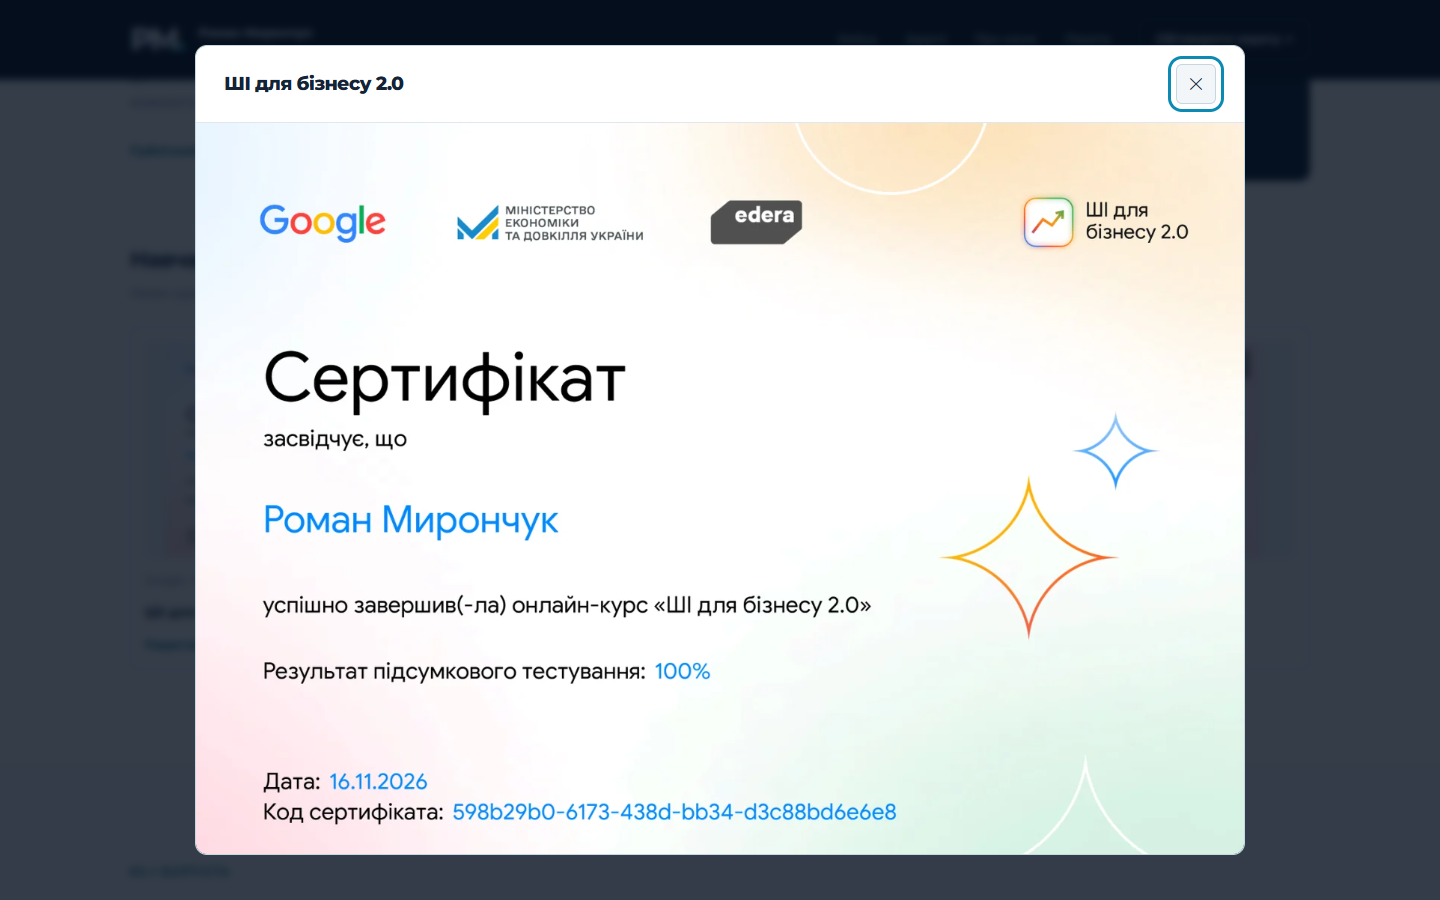 ШІ для бізнесу 2.0
Google
МІНІСТЕРСТВО
ЕКОНОМІКИ
ТА ДОВКІЛЛЯ УКРАЇНИ
edera
ШІ для
бізнесу 2.0
Сертифікат
засвідчує, що
Роман Мирончук
успішно завершив(-ла) онлайн-курс «ШІ для бізнесу 2.0»
Результат підсумкового тестування: 100%
Дата: 16.11.2026
Код сертифіката: 598b29b0-6173-438d-bb34-d3c88bd6e6e8